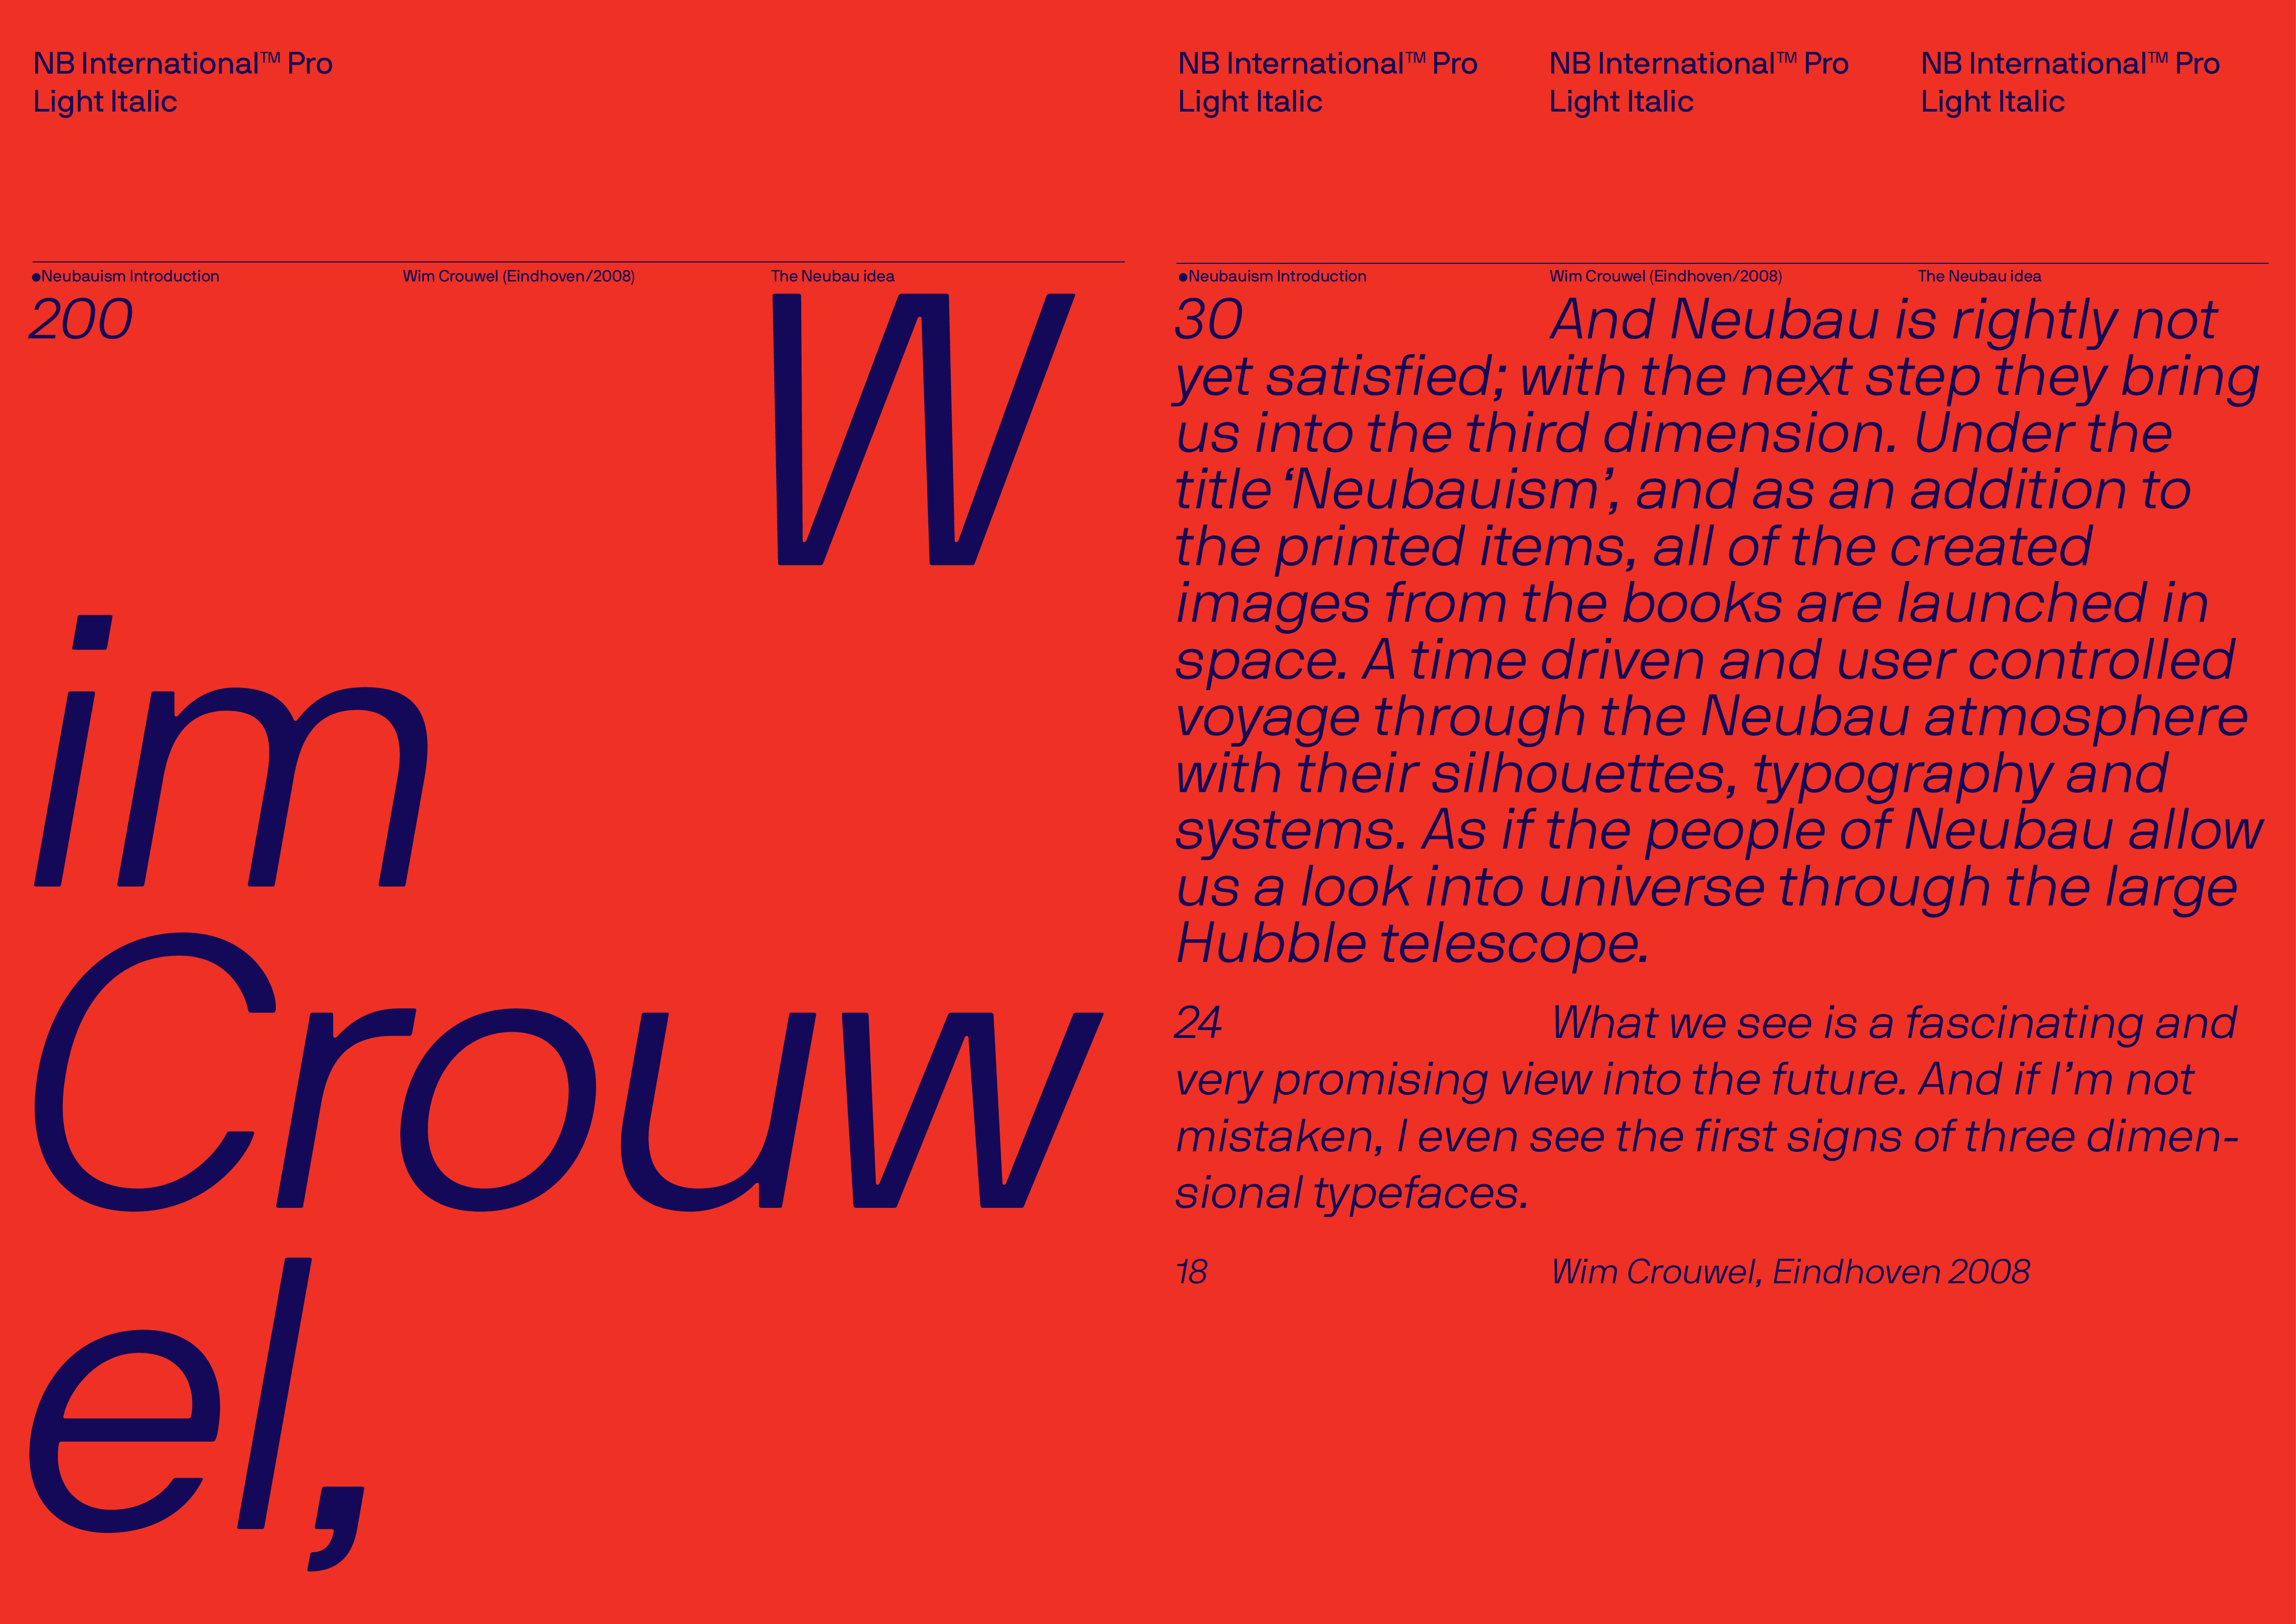 NB International™ Pro
Light Italic
●Neubauism Introduction
Wim Crouwel (Eindhoven/2008)
The Neubau idea
200
W
im
Crouw
el,
NB International™ Pro
Light Italic
NB International™ Pro
Light Italic
NB International™ Pro
Light Italic
●Neubauism Introduction
Wim Crouwel (Eindhoven/2008)
The Neubau idea
30 And Neubau is rightly not
yet satisfied; with the next step they bring
us into the third dimension. Under the
title ‘Neubauism’, and as an addition to
the printed items, all of the created
images from the books are launched in
space. A time driven and user controlled
voyage through the Neubau atmosphere
with their silhouettes, typography and
systems. As if the people of Neubau allow
us a look into universe through the large
Hubble telescope.
24 What we see is a fascinating and
very promising view into the future. And if I’m not
mistaken, I even see the first signs of three dimen-
sional typefaces.
18 Wim Crouwel, Eindhoven 2008